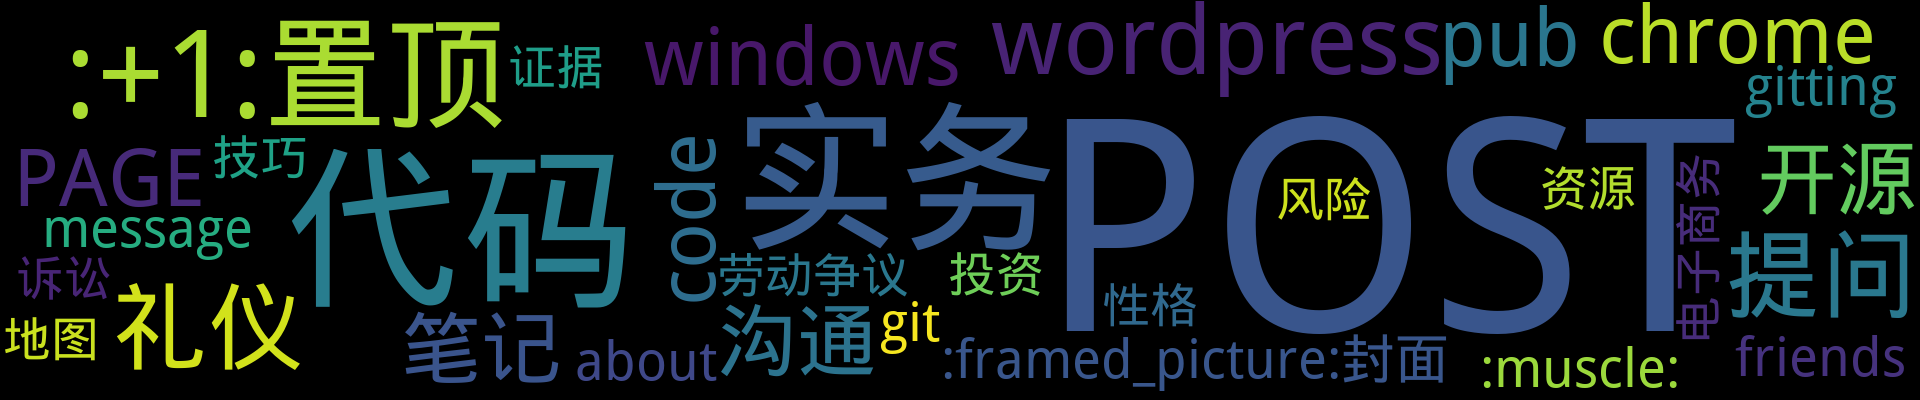 :+1:置顶
证据
windows
wordpress
pub
chrome
gitting
PAGE
技巧
代码
code
实务
POST
风险
资源
电子商务
开源
message
诉讼
地图
礼仪
笔记
about
劳动争议
沟通
git
投资
性格
:framed_picture:封面
:muscle:
提问
friends